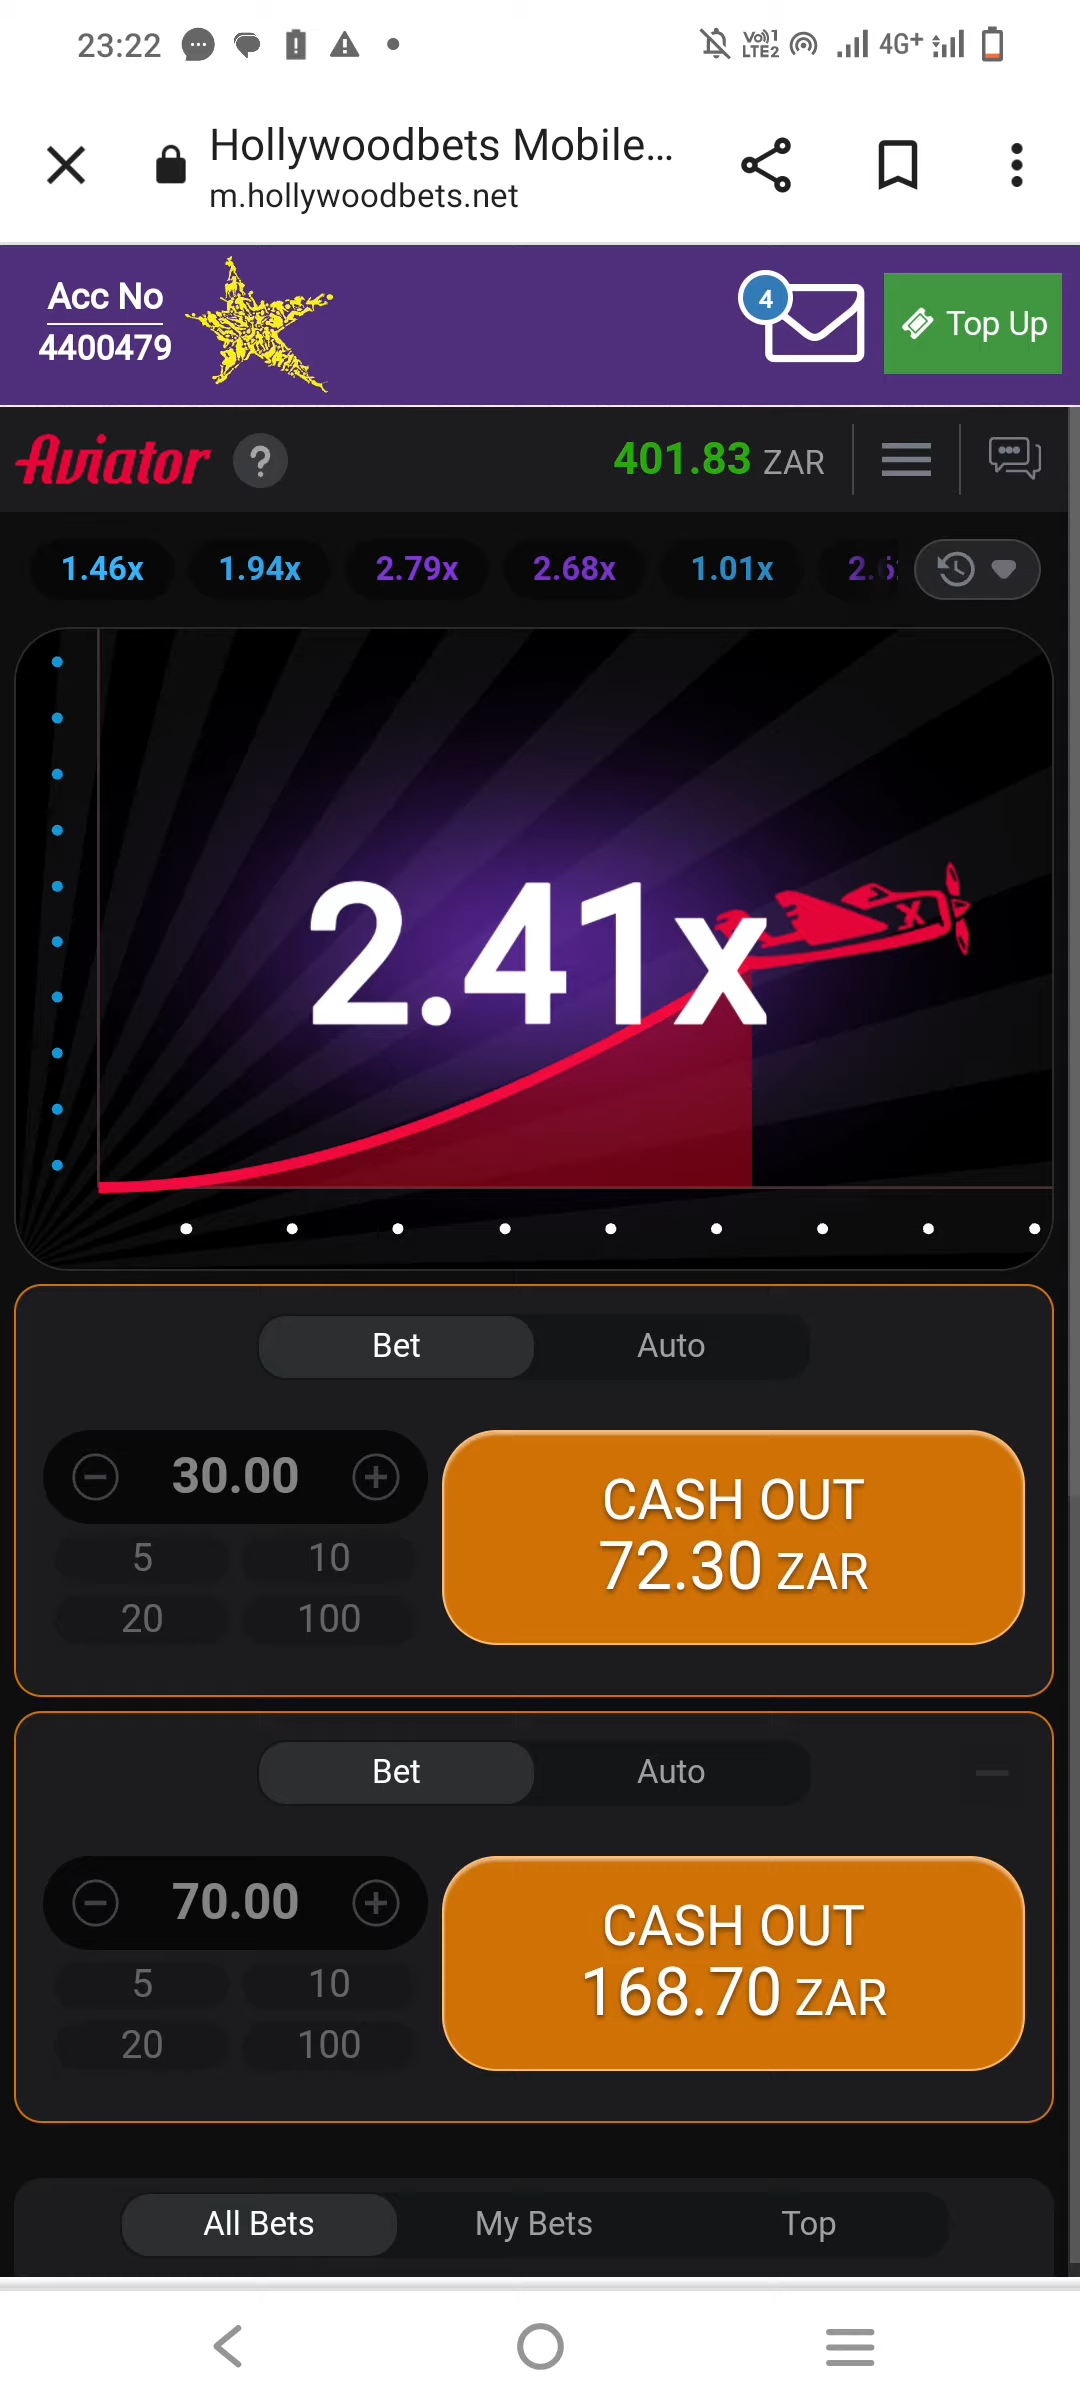 23:22
Vo))1
LTE2
4G+
Hollywoodbets Mobile...
m.hollywoodbets.net
Acc No
4400479
4
Top Up
Aviator ? 401.83 ZAR
1.46x 1.94x 2.79x 2.68x 1.01x
2.41x
X
Bet Auto
30.00
5 10
20 100
CASH OUT
72.30 ZAR
Bet Auto
70.00
5 10
20 100
CASH OUT
168.70 ZAR
All Bets My Bets Top